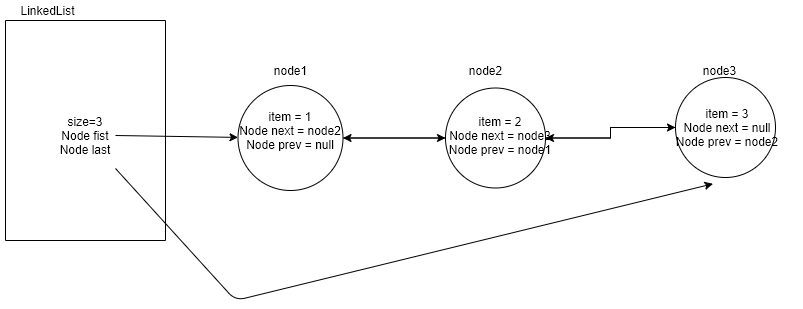 LinkedList
size=3
Node fist
Node last
node1
item = 1
Node next = node2
Node prev = null
node2
item = 2
Node next = node3
Node prev = node1
node3
item = 3
Node next = null
Node prev = node2